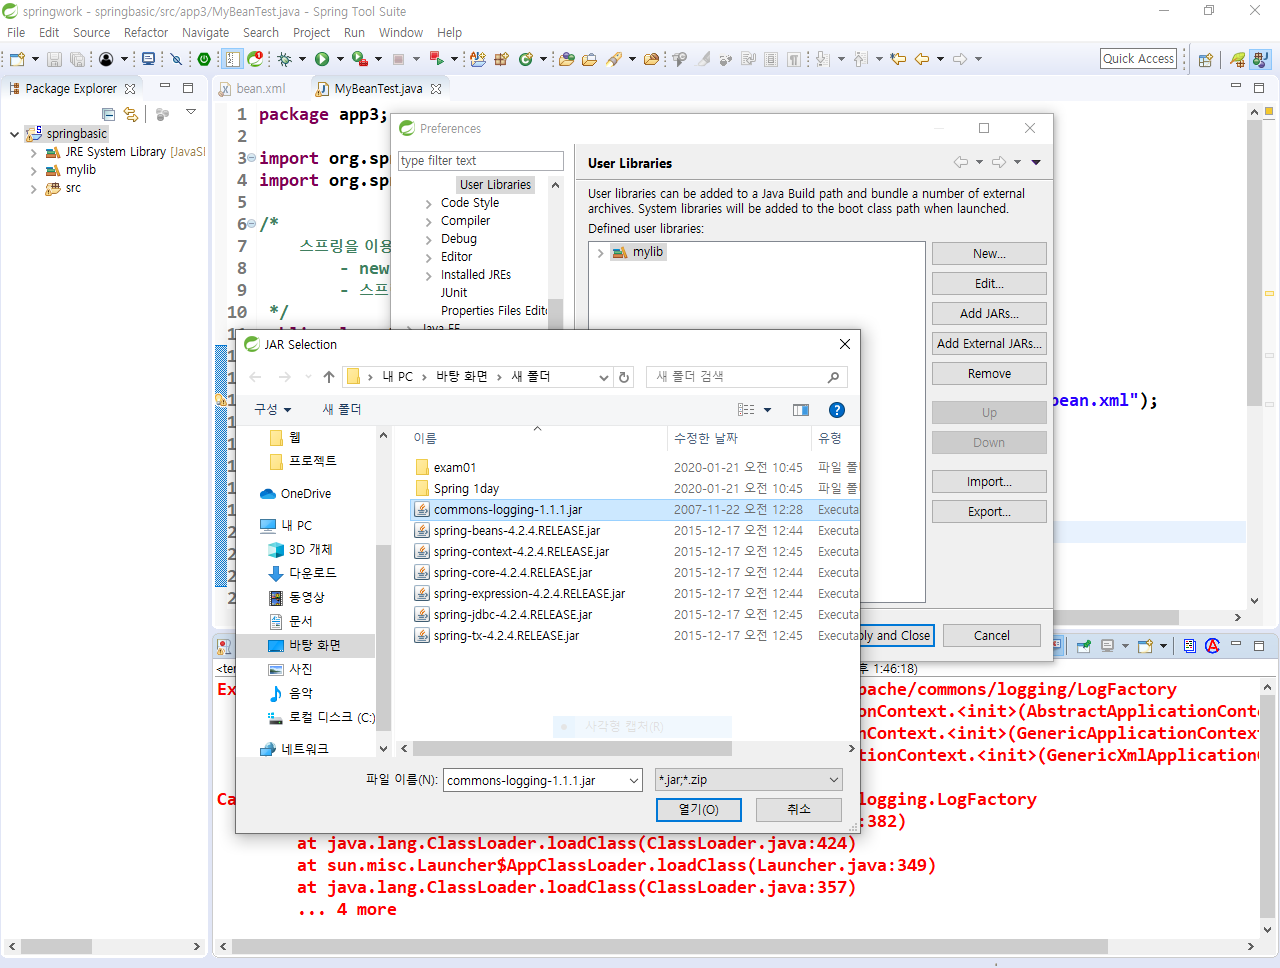 springwork - springbasic/src/app3/MyBeanTest.java - Spring Tool Suite
File Edit Source Refactor Navigate Search Project Run Window Help
Quick Access
Package Explorer
bean.xml
MyBeanTest.java
springbasic
JRE System Library [JavaSI
mylib
src
1 package app3;
2
3 import org.sp
4 import org.sp
5
6 /*
7 스프링을 이용
8 - new
9 - 스프
10 */
bean.xml");
Preferences
type filter text
User Libraries
Code Style
Compiler
Debug
Editor
Installed JREs
JUnit
Properties Files Edito
Java EE
User Libraries
User libraries can be added to a Java Build path and bundle a number of external
archives. System libraries will be added to the boot class path when launched.
Defined user libraries:
mylib
New...
Edit...
Add JARs...
Add External JARs...
Remove
Up
Down
Import...
Export...
ly and Close
Cancel
JAR Selection
내 PC › 바탕 화면 › 새 폴더
새 폴더 검색
구성
새 폴더
웹
프로젝트
OneDrive
내 PC
3D 개체
다운로드
동영상
문서
바탕 화면
사진
음악
로컬 디스크 (C:)
네트워크
이름 수정한 날짜 유형
exam01 2020-01-21 오전 10:45 파일 폴
Spring 1day 2020-01-21 오전 10:45 파일 폴
commons-logging-1.1.1.jar 2007-11-22 오전 12:28 Executa
spring-beans-4.2.4.RELEASE.jar 2015-12-17 오전 12:44 Executa
spring-context-4.2.4.RELEASE.jar 2015-12-17 오전 12:45 Executa
spring-core-4.2.4.RELEASE.jar 2015-12-17 오전 12:44 Executa
spring-expression-4.2.4.RELEASE.jar 2015-12-17 오전 12:44 Executa
spring-jdbc-4.2.4.RELEASE.jar 2015-12-17 오전 12:45 Executa
spring-tx-4.2.4.RELEASE.jar 2015-12-17 오전 12:45 Executa
사각형 캡처(R)
파일 이름(N): commons-logging-1.1.1.jar
*.jar;*.zip
열기(O)
취소
<ter
후 1:46:18)
Ex
pache/commons/logging/LogFactory
onContext.<init>(AbstractApplicationConte
onContext.<init>(GenericApplicationContext
tionContext.<init>(GenericXmlApplication
Ca
logging.LogFactory
:382)
at java.lang.ClassLoader.loadClass(ClassLoader.java:424)
at sun.misc.Launcher$AppClassLoader.loadClass(Launcher.java:349)
at java.lang.ClassLoader.loadClass(ClassLoader.java:357)
... 4 more